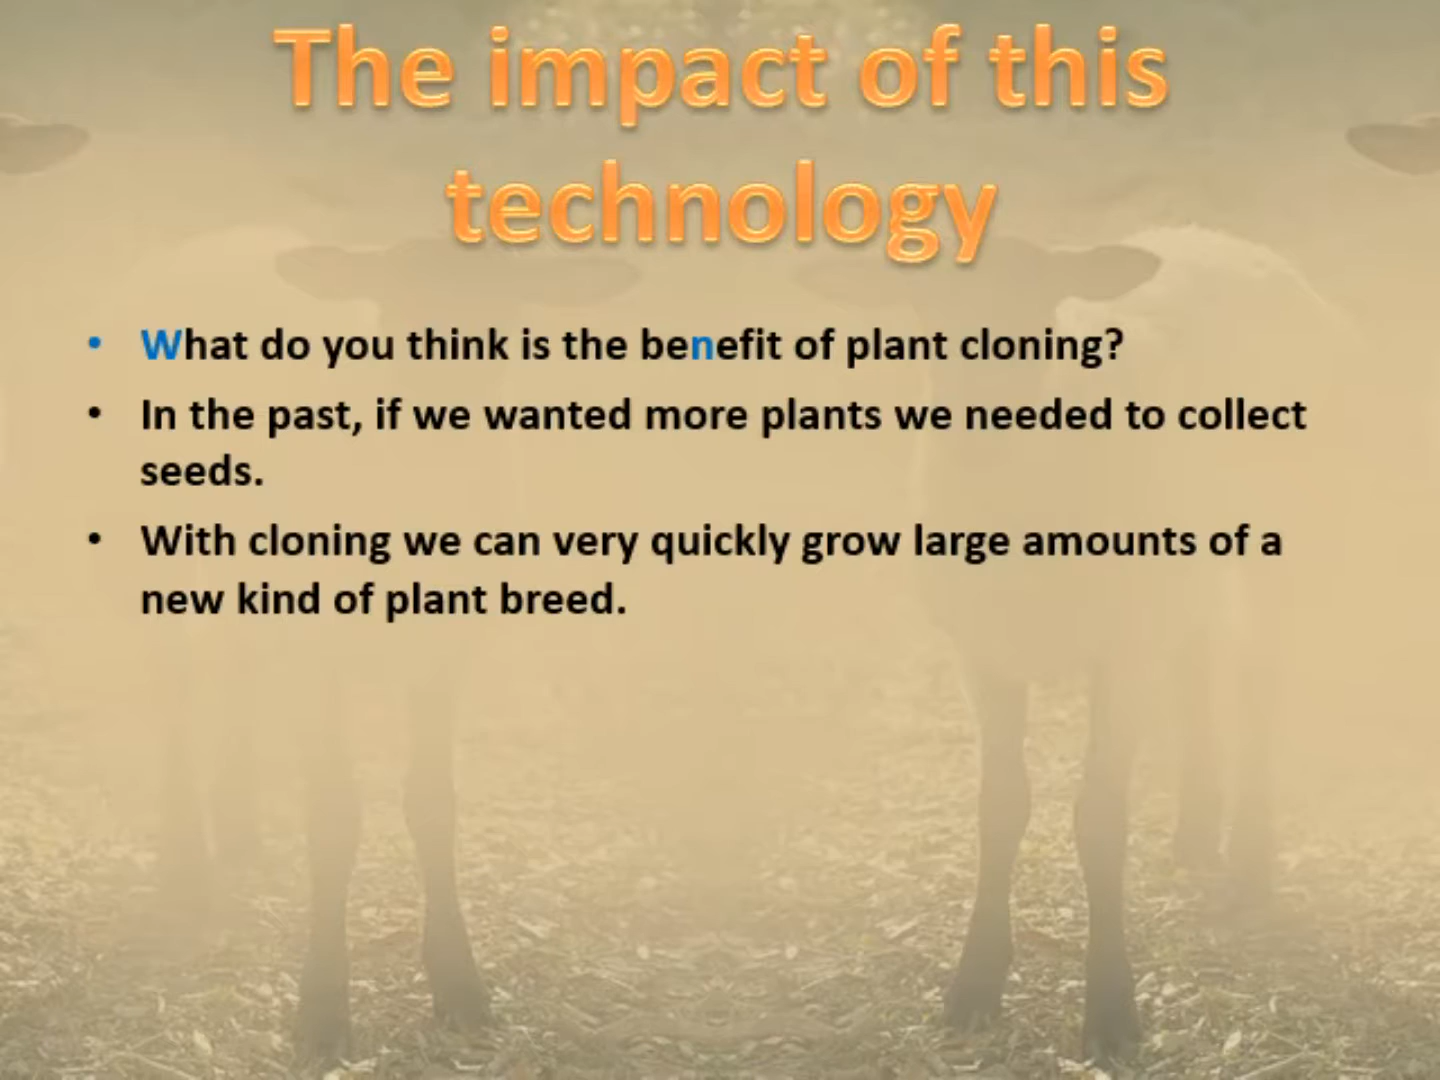 The impact of this
technology
• What do you think is the benefit of plant cloning?
• In the past, if we wanted more plants we needed to collect
seeds.
• With cloning we can very quickly grow large amounts of a
new kind of plant breed.